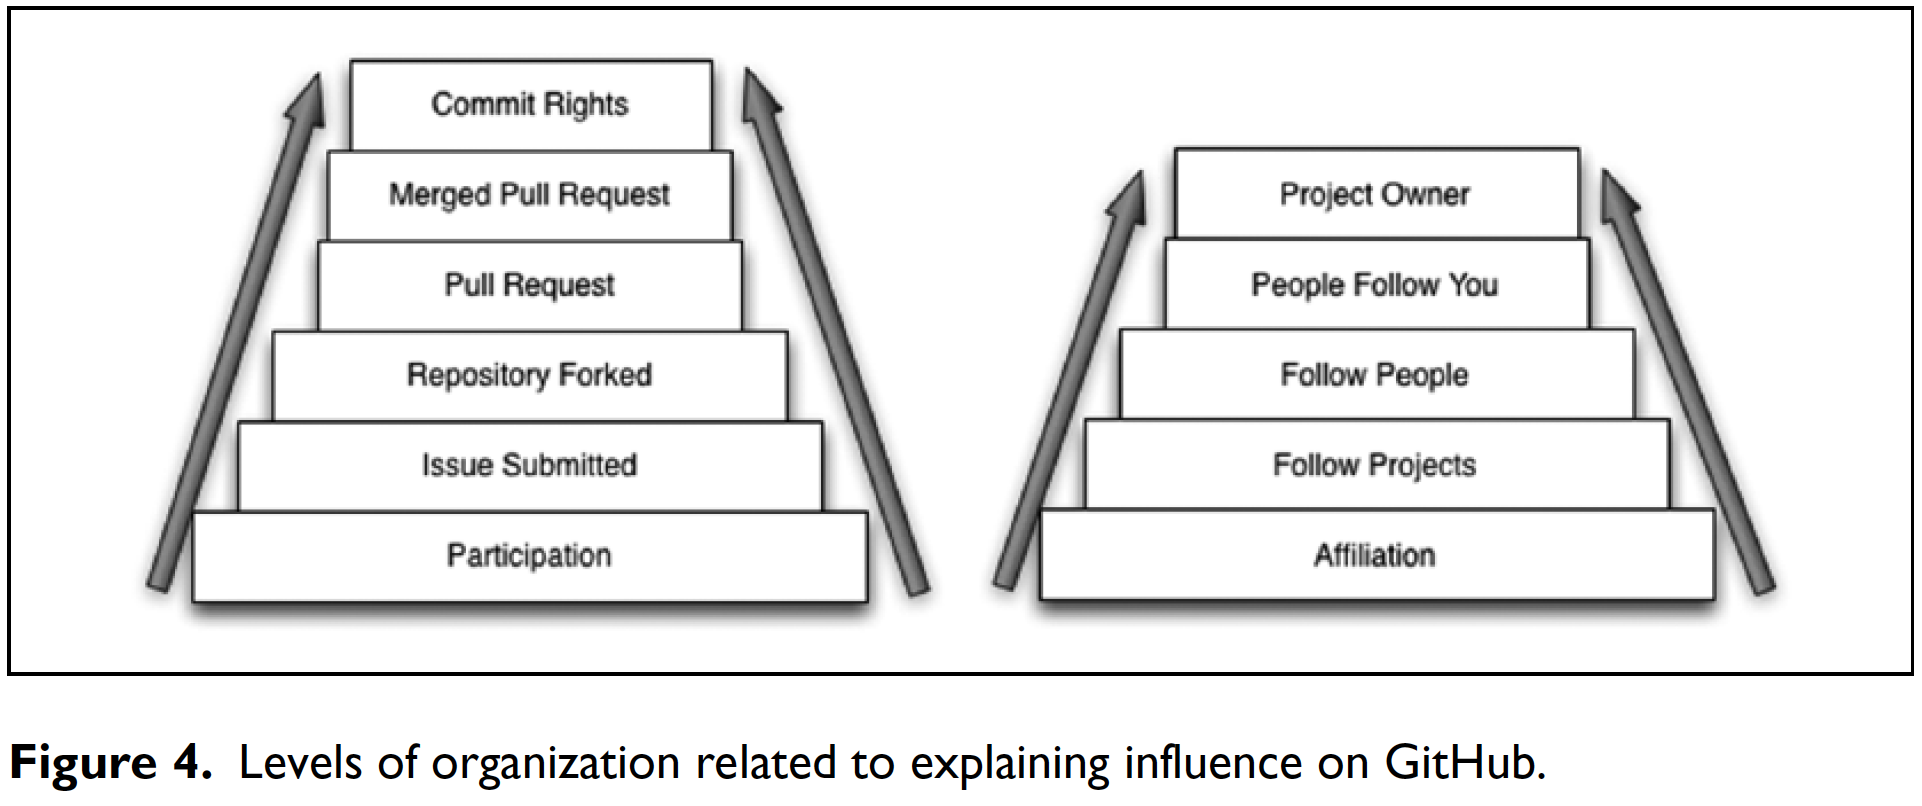 Commit Rights
Merged Pull Request
Pull Request
Repository Forked
Issue Submitted
Participation
Project Owner
People Follow You
Follow People
Follow Projects
Affiliation
Figure 4. Levels of organization related to explaining influence on GitHub.